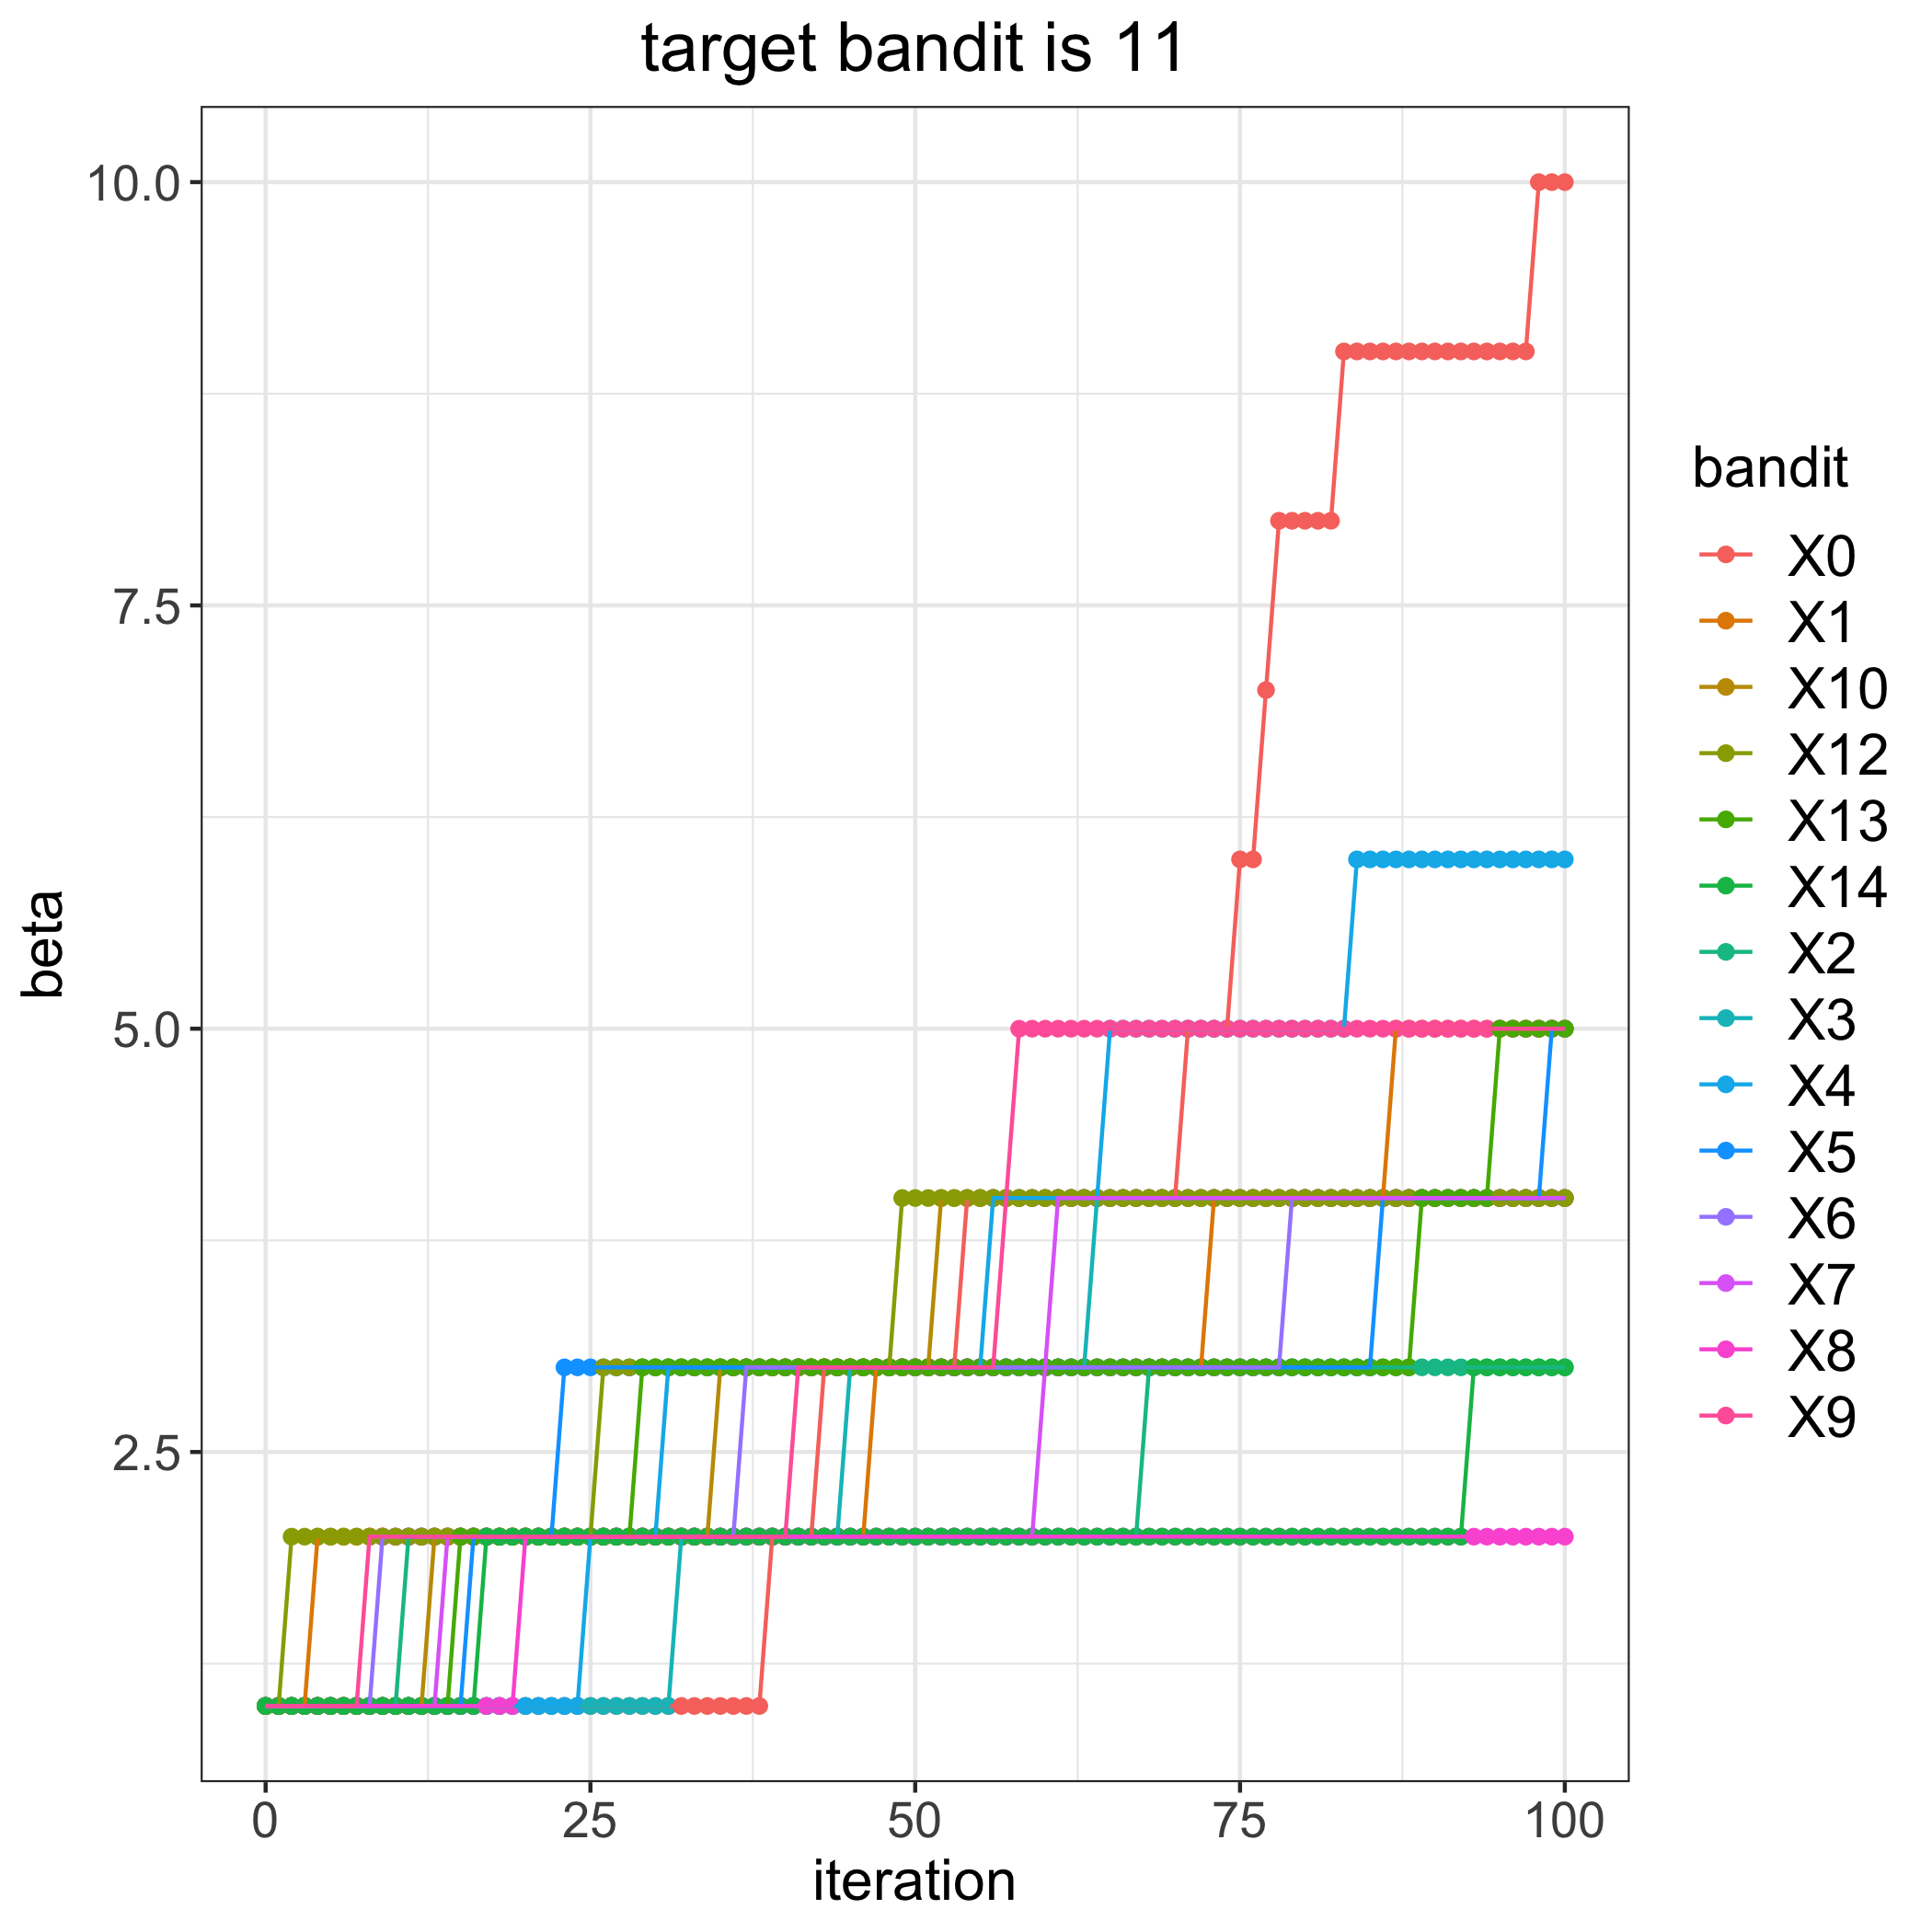 target bandit is 11
10.0
7.5
5.0
2.5
beta
0
25
50
75
100
iteration
bandit
X0
X1
X10
X12
X13
X14
X2
X3
X4
X5
X6
X7
X8
X9